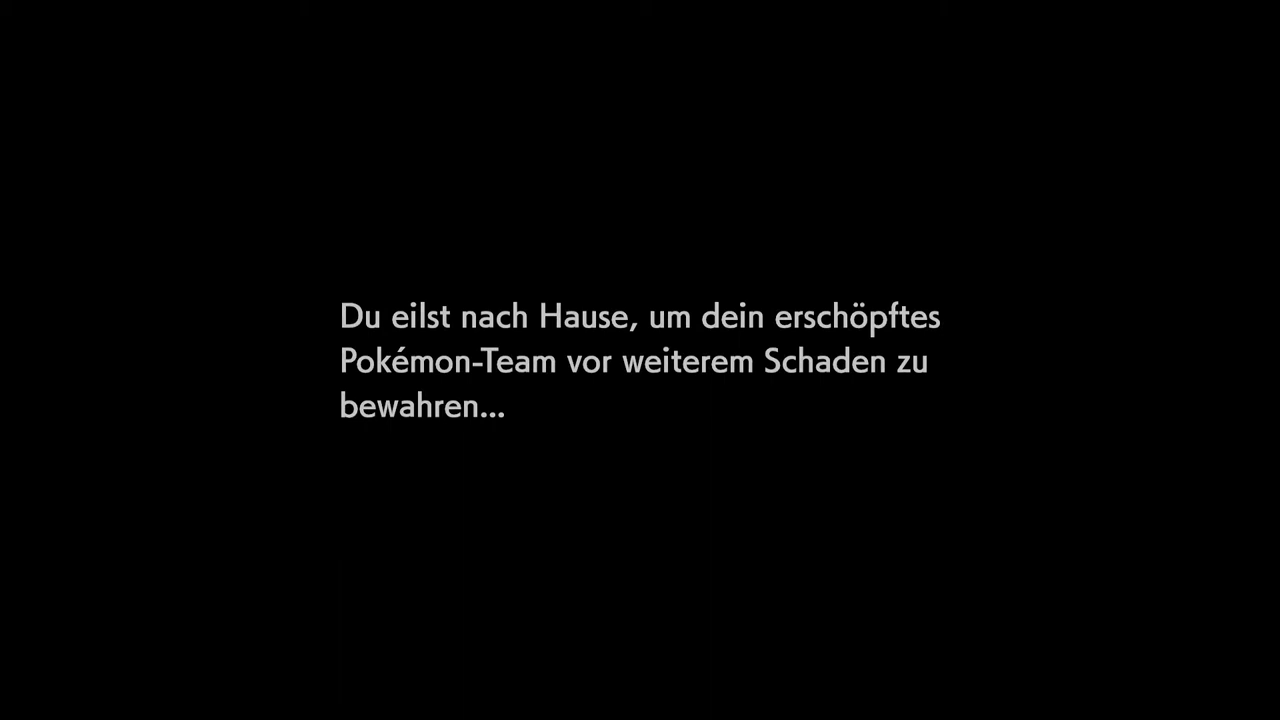 Du eilst nach Hause, um dein erschöpftes
Pokémon-Team vor weiterem Schaden zu
bewahren...